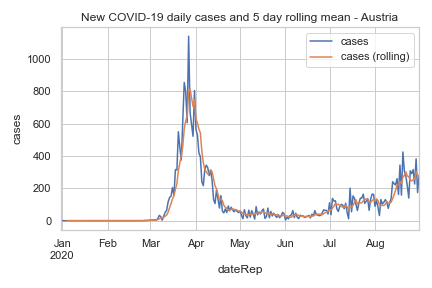 New COVID-19 daily cases and 5 day rolling mean - Austria
cases
cases (rolling)
1000
800
600
400
200
0
cases
Jan Feb Mar Apr May Jun Jul Aug
2020
dateRep